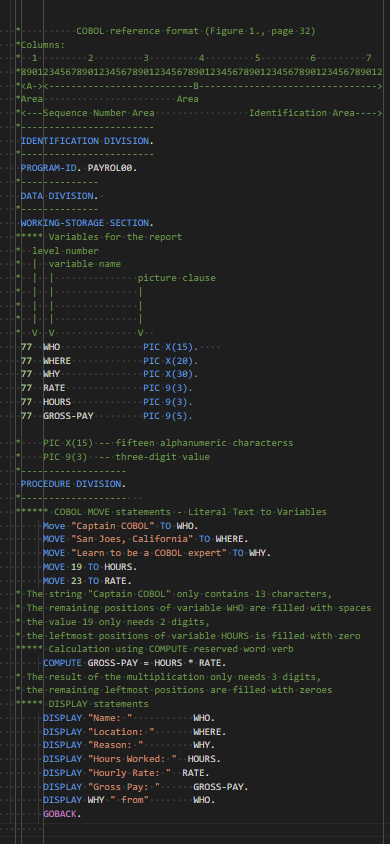 * COBOL reference format (Figure 1., page 32)
*Columns:
* 1 2 3 4 5 6 7
*89012345678901234567890123456789012345678901234567890123456789012
*<A-><--------------------------------B-------------------------------->
*Area Area
*<---Sequence Number Area Identification Area---->
*------------------------
IDENTIFICATION DIVISION.
*------------------------
PROGRAM-ID. PAYROL00.
*--------------
DATA DIVISION.
*--------------
WORKING-STORAGE SECTION.
***** Variables for the report
* level number
* | variable name
* | | picture clause
* | | |
* | | |
* | | |
* V V V
77 WHO PIC X(15).
77 WHERE PIC X(20).
77 WHY PIC X(30).
77 RATE PIC 9(3).
77 HOURS PIC 9(3).
77 GROSS-PAY PIC 9(5).
* PIC X(15) -- fifteen alphanumeric characterss
* PIC 9(3) -- three-digit value
*-------------------
PROCEDURE DIVISION.
*-------------------
****** COBOL MOVE statements - Literal Text to Variables
Move "Captain COBOL" TO WHO.
MOVE "San Joes, California" TO WHERE.
MOVE "Learn to be a COBOL expert" TO WHY.
MOVE 19 TO HOURS.
MOVE 23 TO RATE.
* The string "Captain COBOL" only contains 13 characters,
* The remaining positions of variable WHO are filled with spaces
* the value 19 only needs 2 digits,
* the leftmost positions of variable HOURS is filled with zero
***** Calculation using COMPUTE reserved word verb
COMPUTE GROSS-PAY = HOURS * RATE.
* The result of the multiplication only needs 3 digits,
* the remaining leftmost positions are filled with zeroes
***** DISPLAY statements
DISPLAY "Name: " WHO.
DISPLAY "Location: " WHERE.
DISPLAY "Reason: " WHY.
DISPLAY "Hours Worked: " HOURS.
DISPLAY "Hourly Rate: " RATE.
DISPLAY "Gross Pay: " GROSS-PAY.
DISPLAY WHY " from" WHO.
GOBACK.